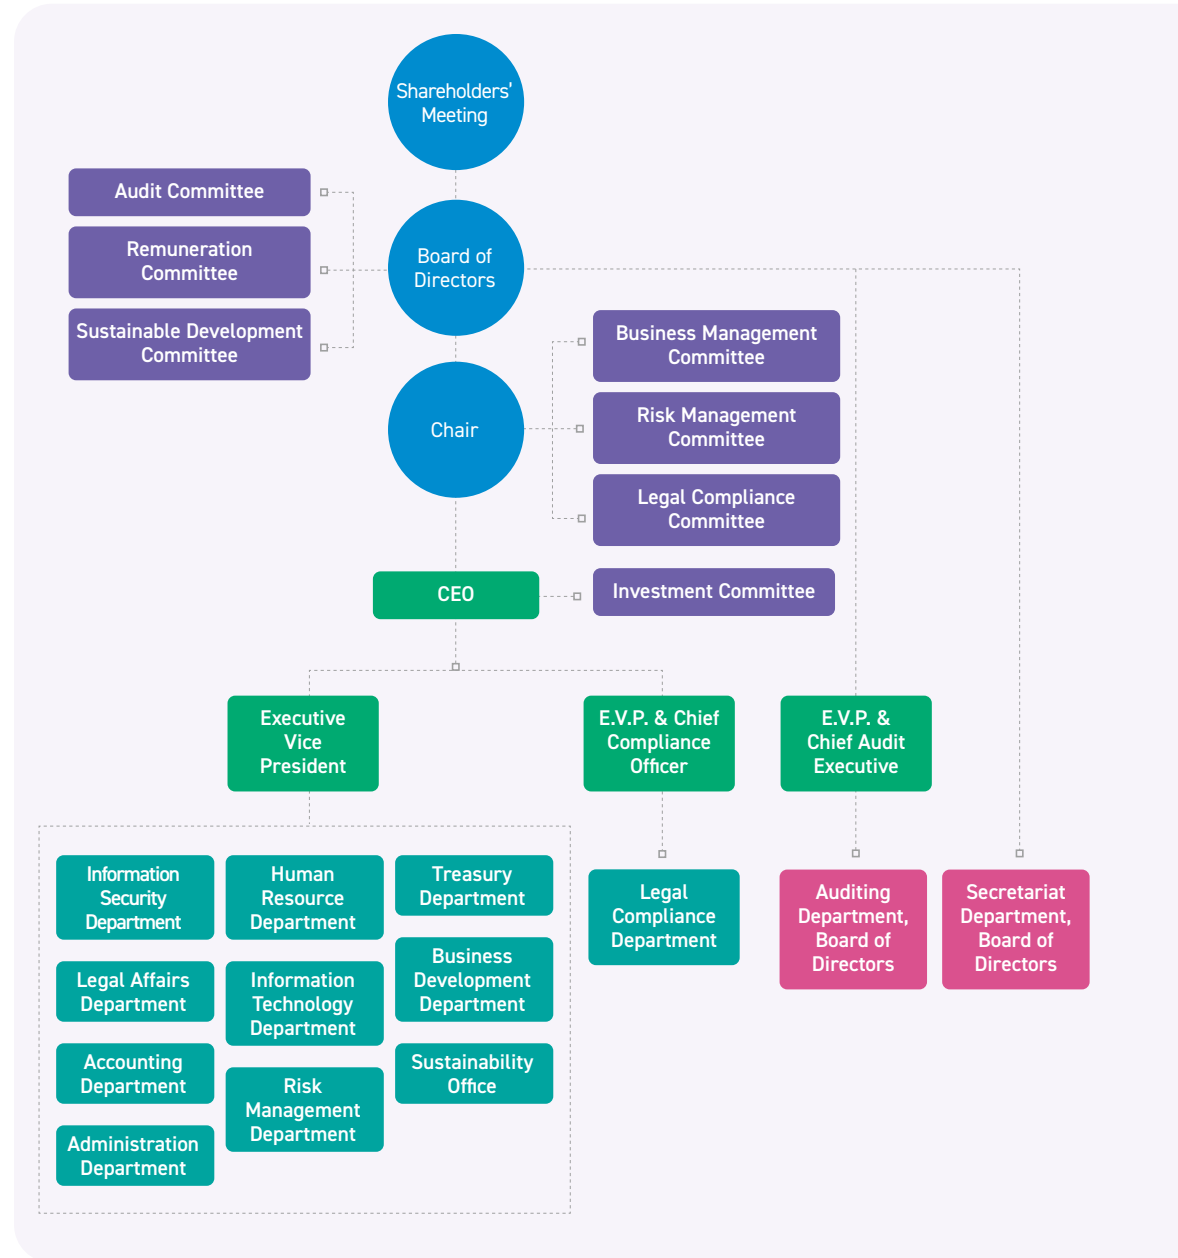 Shareholders'
Meeting
Audit Committee
Remuneration
Committee
Sustainable Development
Committee
Board of
Directors
Chair
Business Management
Committee
Risk Management
Committee
Legal Compliance
Committee
CEO
Investment Committee
Executive
Vice
President
E.V.P. & Chief
Compliance
Officer
E.V.P. &
Chief Audit
Executive
Information
Security
Department
Legal Affairs
Department
Accounting
Department
Administration
Department
Human
Resource
Department
Information
Technology
Department
Risk
Management
Department
Treasury
Department
Business
Development
Department
Sustainability
Office
Legal
Compliance
Department
Auditing
Department,
Board of
Directors
Secretariat
Department,
Board of
Directors